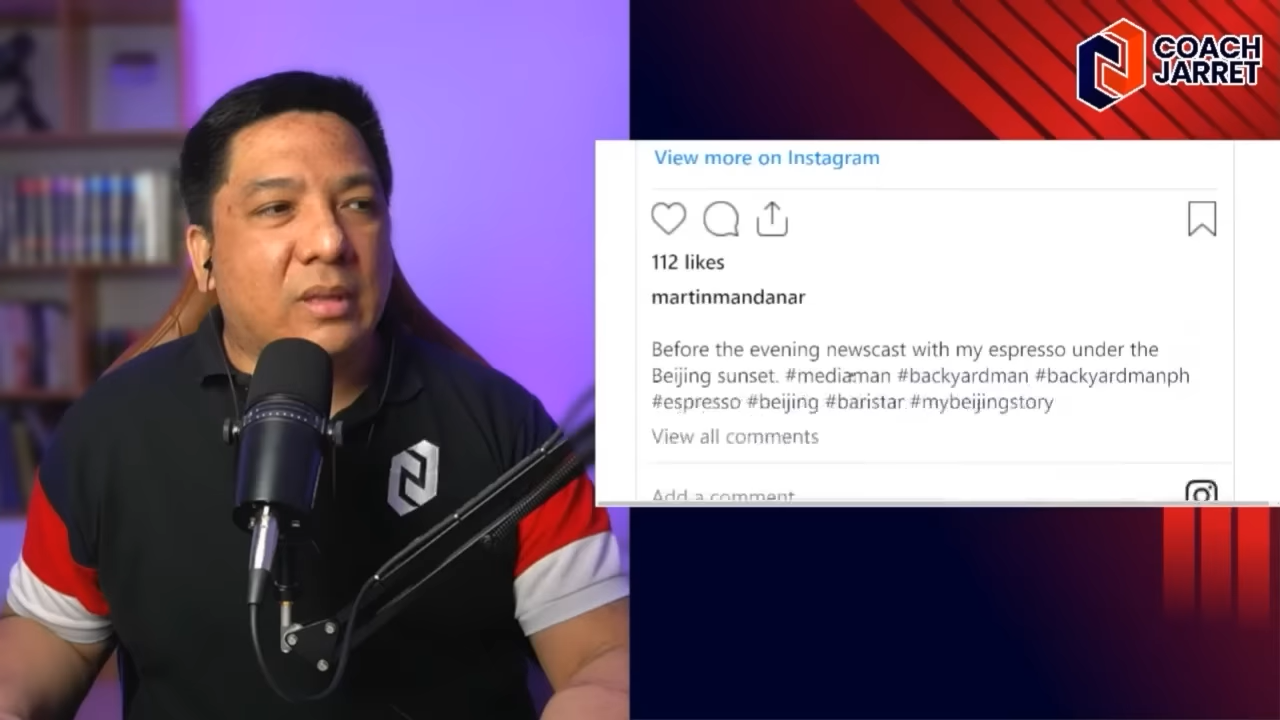 COACH
JARRET
View more on Instagram
112 likes
martinmandanar
Before the evening newscast with my espresso under the
Beijing sunset. #mediaman #backyardman #backyardmanph
#espresso #beijing #baristar #mybeijingstory
View all comments
Add a comment